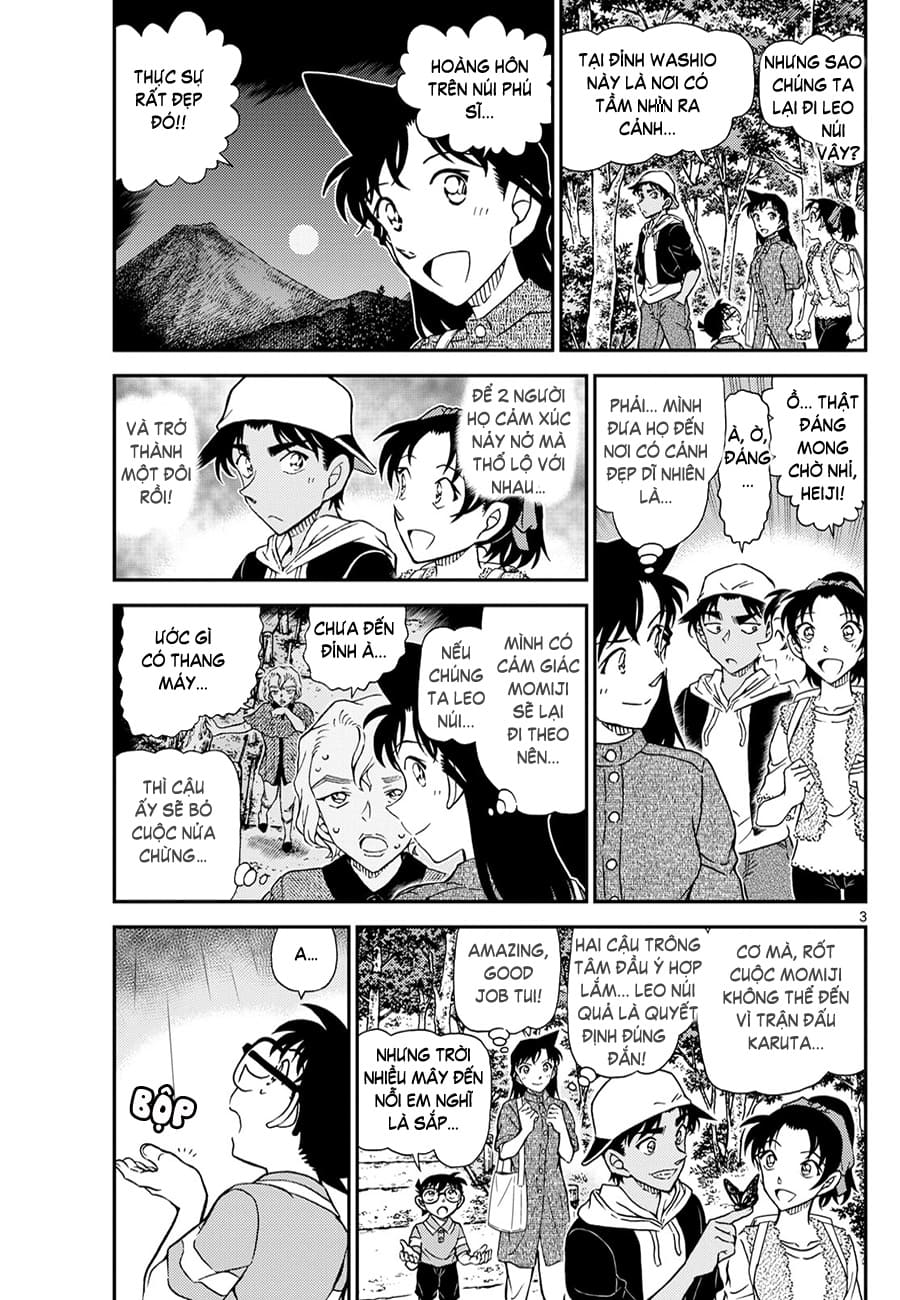 NHƯNG SAO
CHÚNG TA
LẠI ĐI LEO
NÚI
VẬY?
TẠI ĐỈNH WASHIO
NÀY LÀ NƠI CÓ
TẦM NHÌN RA
CẢNH...
HOÀNG HÔN
TRÊN NÚI PHÚ
SĨ...
THỰC SỰ
RẤT ĐẸP
ĐÓ!!
Ồ... THẬT
ĐÁNG
MONG
CHỜ NHỈ,
HEIJI!
À, Ờ,
ĐÁNG
...
PHẢI... MÌNH
ĐƯA HỌ ĐẾN
NƠI CÓ CẢNH
ĐẸP DĨ NHIÊN
LÀ...
ĐỂ 2 NGƯỜI
HỌ CẢM XÚC
NẢY NỞ MÀ
THỔ LỘ VỚI
NHAU...
VÀ TRỞ
THÀNH
MỘT ĐÔI
RỒI!
MÌNH CÓ
CẢM GIÁC
MOMIJI
SẼ LẠI
ĐI THEO
NÊN...
NẾU
CHÚNG
TA LEO
NÚI...
CHƯA ĐẾN
ĐỈNH À...
ƯỚC GÌ
CÓ THANG
MÁY...
THÌ CẬU
ẤY SẼ BỎ
CUỘC NỬA
CHỪNG...
3
CƠ MÀ, RỐT
CUỘC MOMIJI
KHÔNG THỂ ĐẾN
VÌ TRẬN ĐẤU
KARUTA...
HAI CẬU TRÔNG
TÂM ĐẦU Ý HỢP
LẮM... LEO NÚI
QUẢ LÀ QUYẾT
ĐỊNH ĐÚNG
ĐẮN!
AMAZING,
GOOD
JOB TUI!
NHƯNG TRỜI
NHIỀU MÂY ĐẾN
NỖI EM NGHĨ
LÀ SẮP...
A...
BỘP